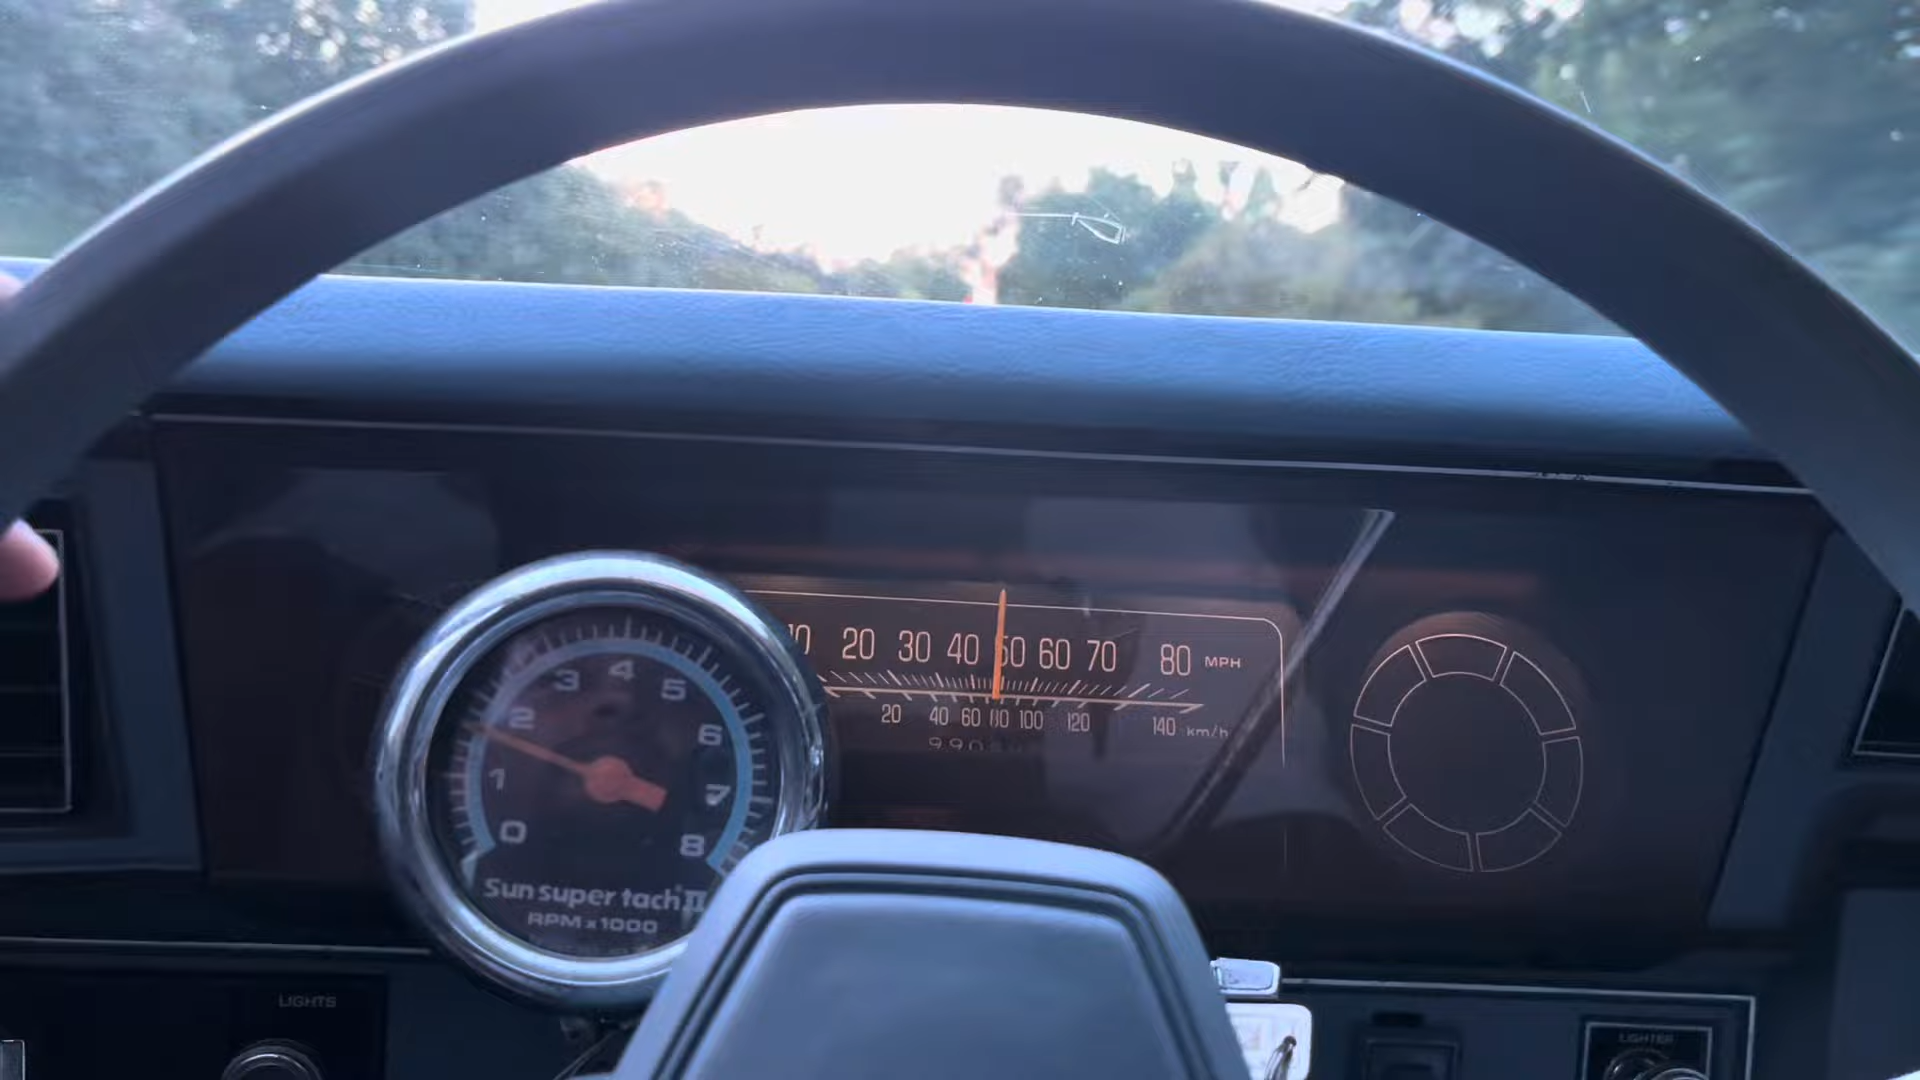 20 30 40 50 60 70 80 MPH
20 40 60 80 100 120 140 km/h
3 4 5
2 6
1 7
0 8
Sun super tach II
RPM x 1000
LIGHTS
LIGHTER